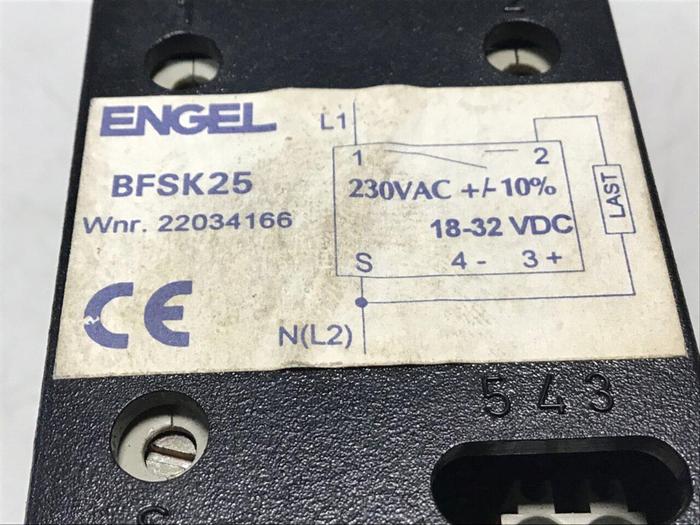 ENGEL
BFSK25
Wnr. 22034166
CE
L1
1 2
230VAC +/- 10%
18-32 VDC
S 4 - 3 +
LAST
N(L2)
5 4 3